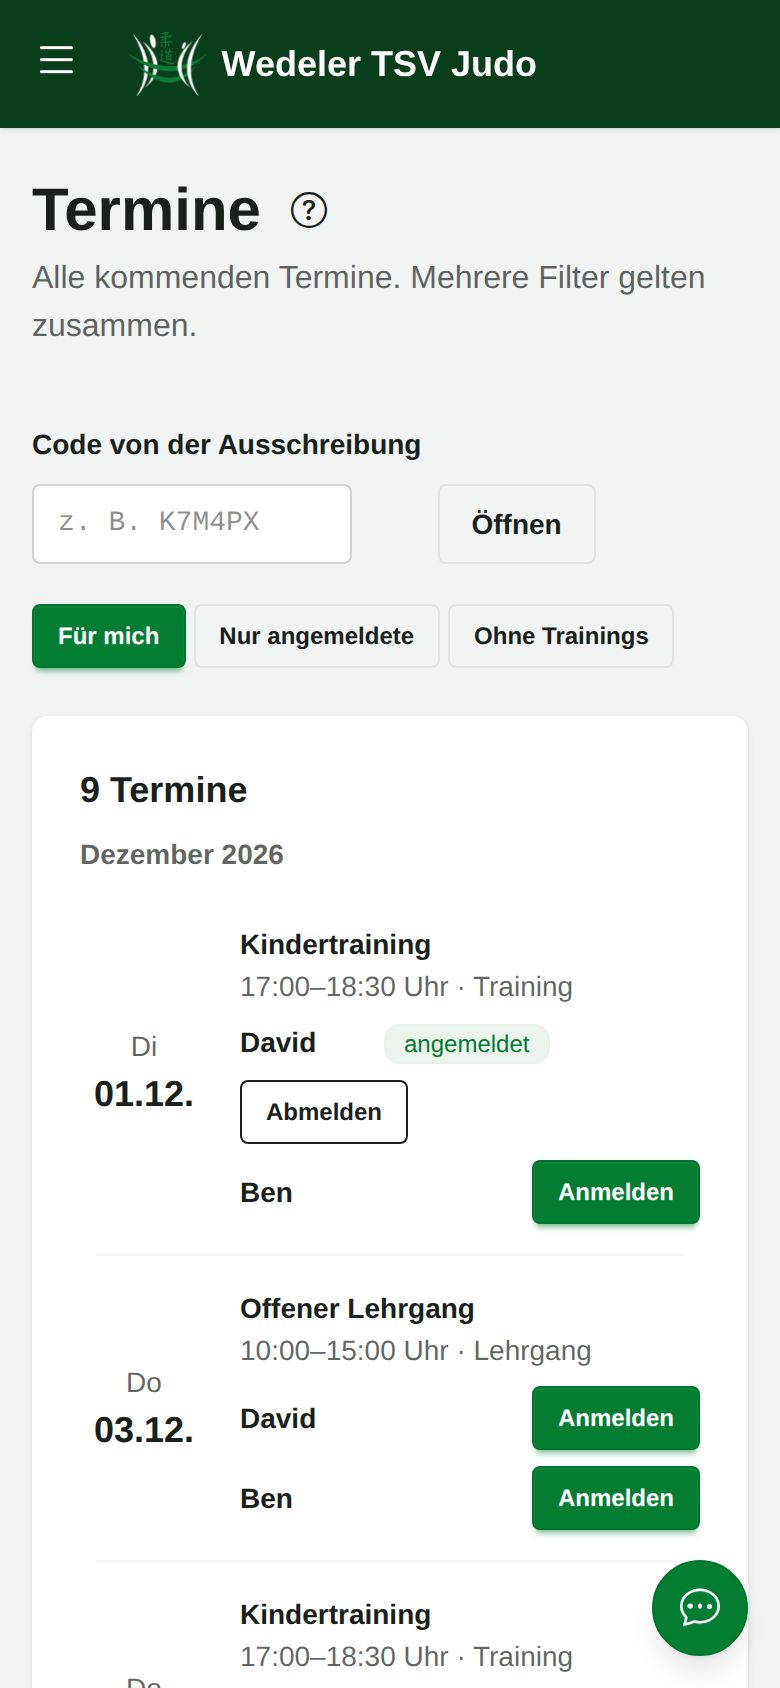 柔道
Wedeler TSV Judo
Termine ?
Alle kommenden Termine. Mehrere Filter gelten
zusammen.
Code von der Ausschreibung
z. B. K7M4PX
Öffnen
Für mich
Nur angemeldete
Ohne Trainings
9 Termine
Dezember 2026
Di
01.12.
Kindertraining
17:00–18:30 Uhr · Training
David angemeldet
Abmelden
Ben Anmelden
Do
03.12.
Offener Lehrgang
10:00–15:00 Uhr · Lehrgang
David Anmelden
Ben Anmelden
Kindertraining
17:00–18:30 Uhr · Training